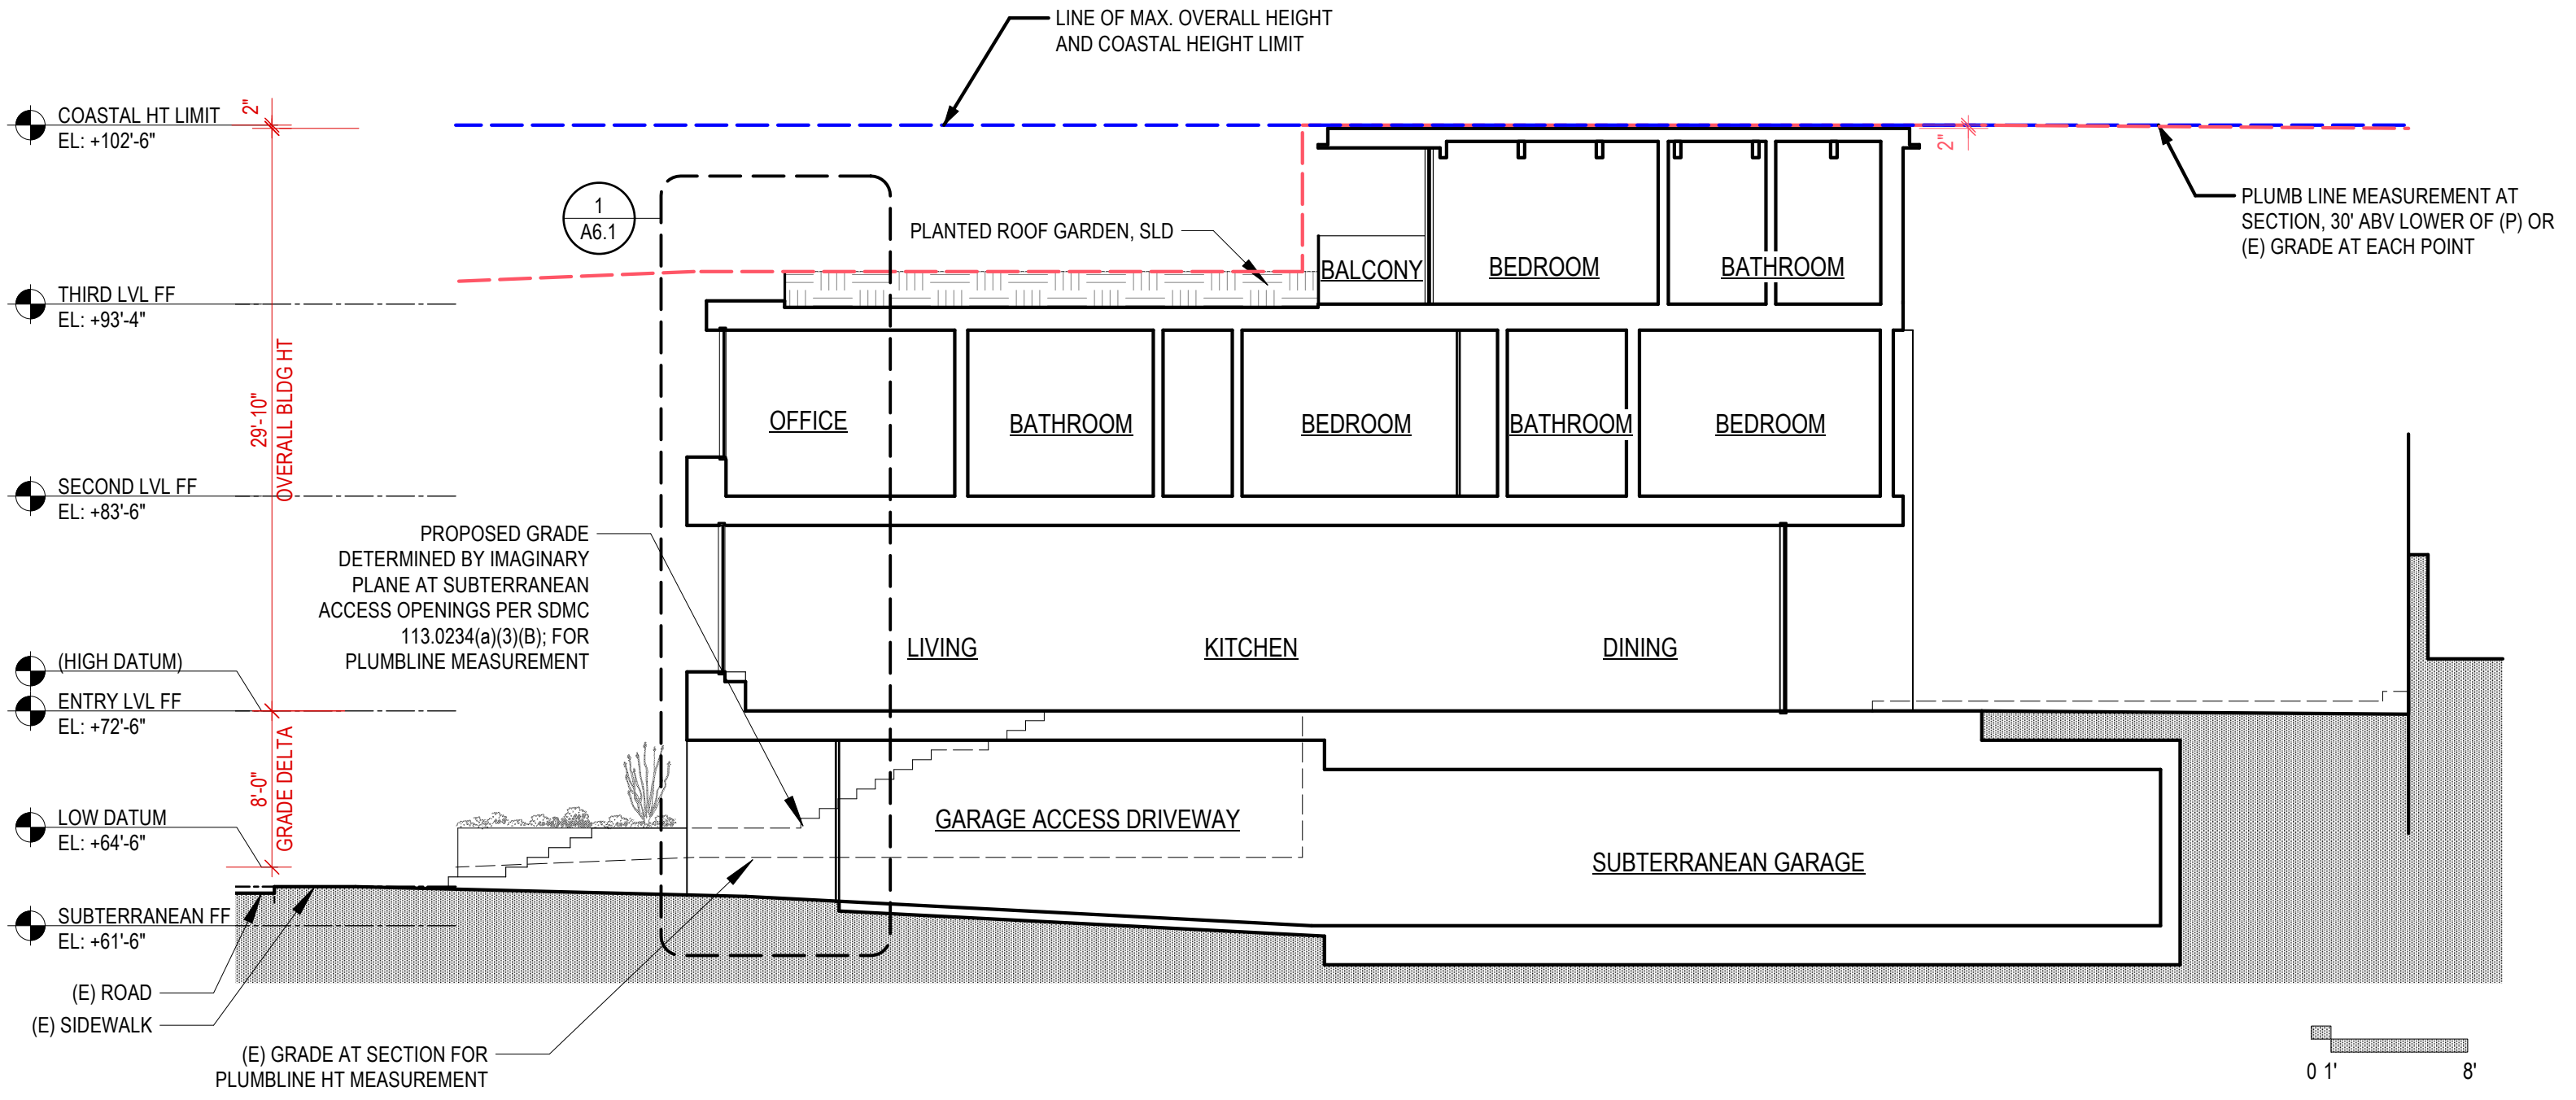 LINE OF MAX. OVERALL HEIGHT
AND COASTAL HEIGHT LIMIT
COASTAL HT LIMIT
EL: +102'-6"
2"
2"
PLUMB LINE MEASUREMENT AT
SECTION, 30' ABV LOWER OF (P) OR
(E) GRADE AT EACH POINT
1
A6.1
PLANTED ROOF GARDEN, SLD
BALCONY
BEDROOM
BATHROOM
THIRD LVL FF
EL: +93'-4"
29'-10"
OVERALL BLDG HT
OFFICE
BATHROOM
BEDROOM
BATHROOM
BEDROOM
SECOND LVL FF
EL: +83'-6"
PROPOSED GRADE
DETERMINED BY IMAGINARY
PLANE AT SUBTERRANEAN
ACCESS OPENINGS PER SDMC
113.0234(a)(3)(B); FOR
PLUMBLINE MEASUREMENT
LIVING
KITCHEN
DINING
(HIGH DATUM)
ENTRY LVL FF
EL: +72'-6"
8'-0"
GRADE DELTA
LOW DATUM
EL: +64'-6"
GARAGE ACCESS DRIVEWAY
SUBTERRANEAN GARAGE
SUBTERRANEAN FF
EL: +61'-6"
(E) ROAD
(E) SIDEWALK
(E) GRADE AT SECTION FOR
PLUMBLINE HT MEASUREMENT
0 1' 8'